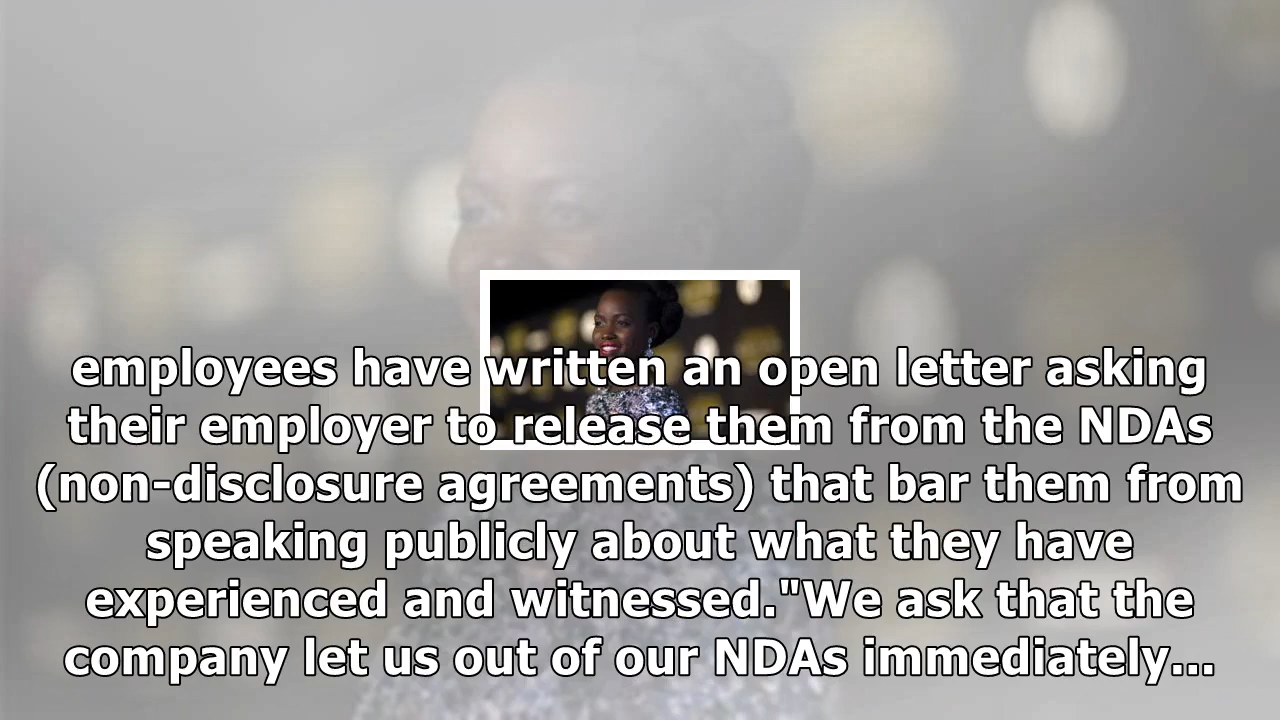 employees have written an open letter asking
their employer to release them from the NDAs
(non-disclosure agreements) that bar them from
speaking publicly about what they have
experienced and witnessed."We ask that the
company let us out of our NDAs immediately...